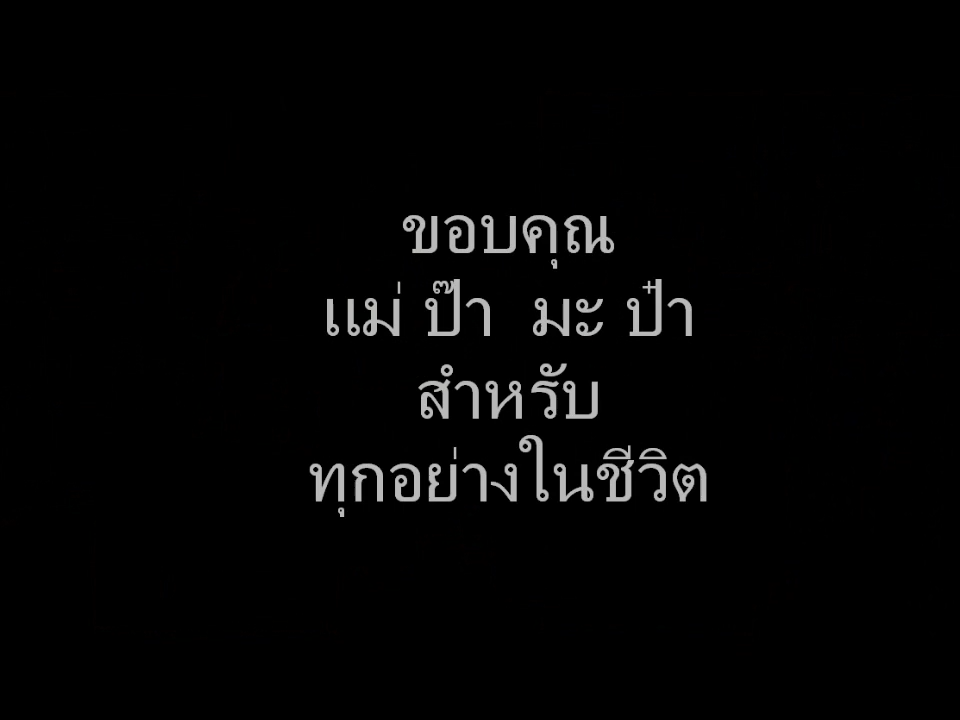 ขอบคุณ
แม่ ป๊า มะ ป๋า
สำหรับ
ทุกอย่างในชีวิต